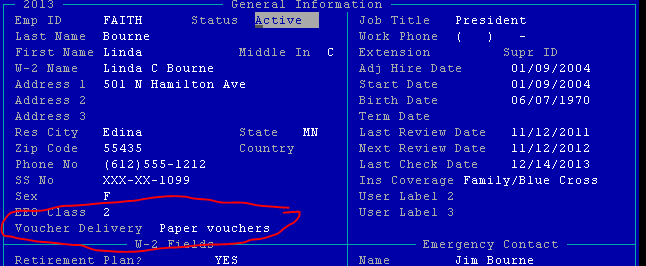 2013 General Information
Emp ID FAITH Status Active Job Title President
Last Name Bourne Work Phone ( ) -
First Name Linda Middle In C Extension Supr ID
W-2 Name Linda C Bourne Adj Hire Date 01/09/2004
Address 1 501 N Hamilton Ave Start Date 01/09/2004
Address 2 Birth Date 06/07/1970
Address 3 Term Date
Res City Edina State MN Last Review Date 11/12/2011
Zip Code 55435 Country Next Review Date 11/12/2012
Phone No (612)555-1212 Last Check Date 12/14/2013
SS No XXX-XX-1099 Ins Coverage Family/Blue Cross
Sex F User Label 2
EEO Class 2 User Label 3
Voucher Delivery Paper vouchers
W-2 Fields Emergency Contact
Retirement Plan? YES Name Jim Bourne